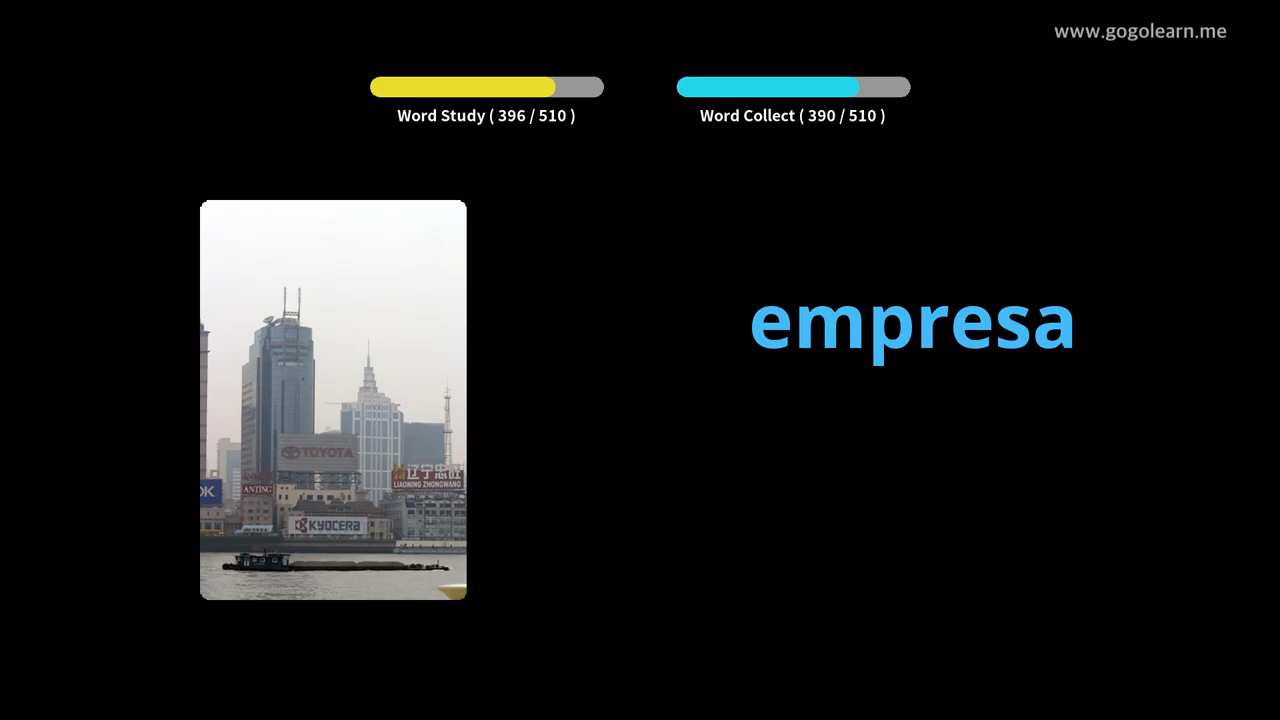 www.gogolearn.me
Word Study ( 396 / 510 )
Word Collect ( 390 / 510 )
empresa
TOYOTA
辽宁忠旺
LIAONING ZHONGWANG
OK
ANTING
KYOCERA